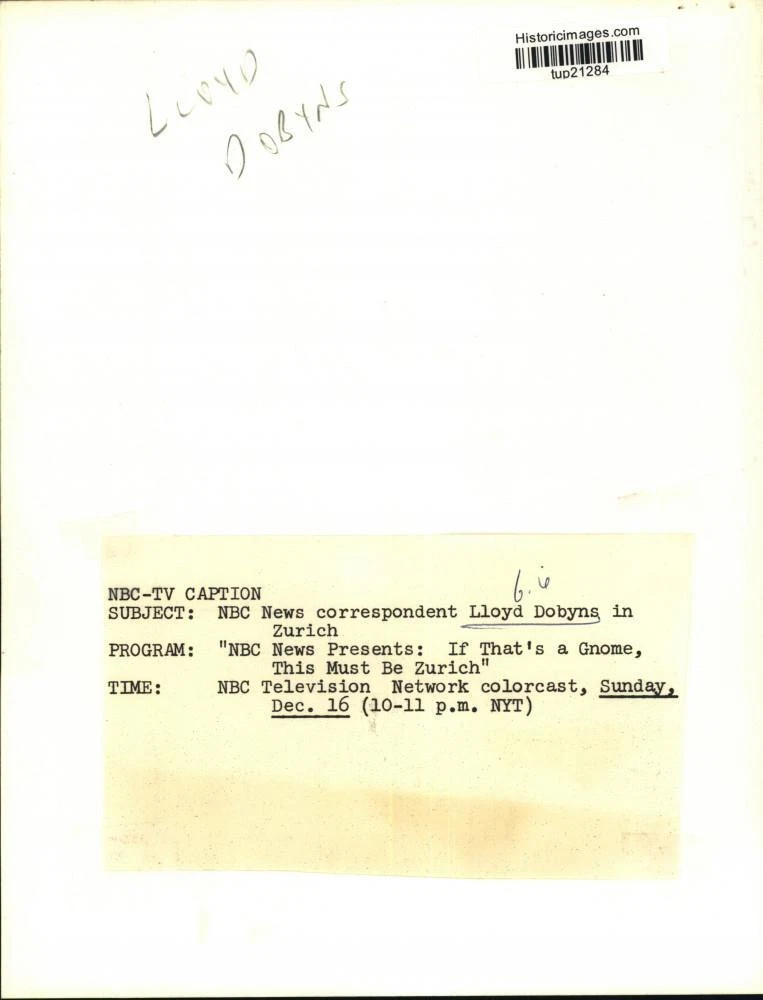 Historicimages.com
tup21284
LLOYD
DOBYNS
6.6
NBC-TV CAPTION
SUBJECT: NBC News correspondent Lloyd Dobyns in
Zurich
PROGRAM: "NBC News Presents: If That's a Gnome,
This Must Be Zurich"
TIME: NBC Television Network colorcast, Sunday,
Dec. 16 (10-11 p.m. NYT)